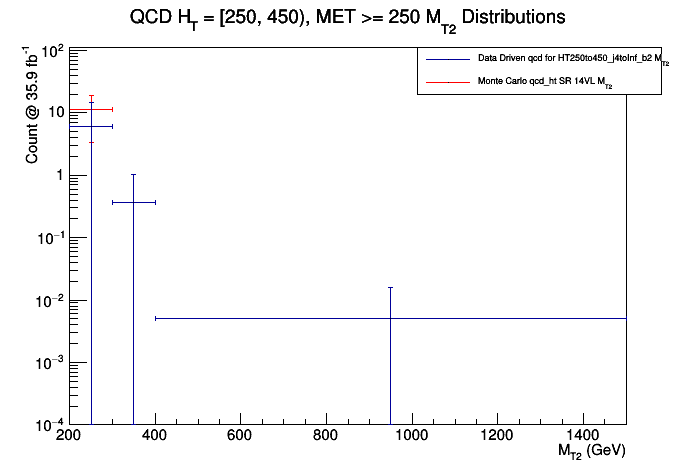 QCD H_T = [250, 450), MET >= 250 M_T2 Distributions
Count @ 35.9 fb^-1
Data Driven qcd for HT250to450_j4toInf_b2 M_T2
Monte Carlo qcd_ht SR 14VL M_T2
10^2
10
1
10^−1
10^−2
10^−3
10^−4
200 400 600 800 1000 1200 1400
M_T2 (GeV)